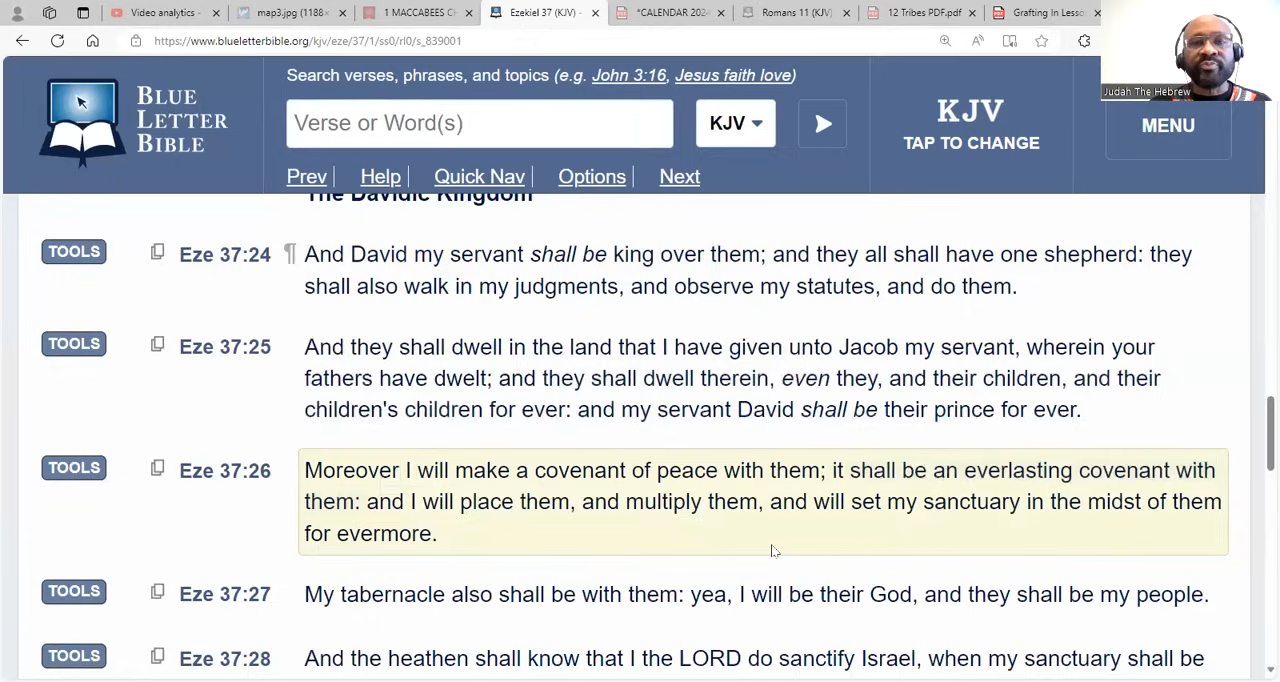 Video analytics -
map3.jpg (1188×
1 MACCABEES CH
Ezekiel 37 (KJV) -
*CALENDAR 2024
Romans 11 (KJV)
12 Tribes PDF.pdf
Grafting In Lesso
https://www.blueletterbible.org/kjv/eze/37/1/ss0/rl0/s_839001
Judah The Hebrew
BLUE
LETTER
BIBLE
Search verses, phrases, and topics (e.g. John 3:16, Jesus faith love)
Verse or Word(s)
KJV
KJV
TAP TO CHANGE
MENU
Prev | Help | Quick Nav | Options | Next
The Davidic Kingdom
TOOLS Eze 37:24 ¶ And David my servant shall be king over them; and they all shall have one shepherd: they
shall also walk in my judgments, and observe my statutes, and do them.
TOOLS Eze 37:25 And they shall dwell in the land that I have given unto Jacob my servant, wherein your
fathers have dwelt; and they shall dwell therein, even they, and their children, and their
children's children for ever: and my servant David shall be their prince for ever.
TOOLS Eze 37:26 Moreover I will make a covenant of peace with them; it shall be an everlasting covenant with
them: and I will place them, and multiply them, and will set my sanctuary in the midst of them
for evermore.
TOOLS Eze 37:27 My tabernacle also shall be with them: yea, I will be their God, and they shall be my people.
TOOLS Eze 37:28 And the heathen shall know that I the LORD do sanctify Israel, when my sanctuary shall be